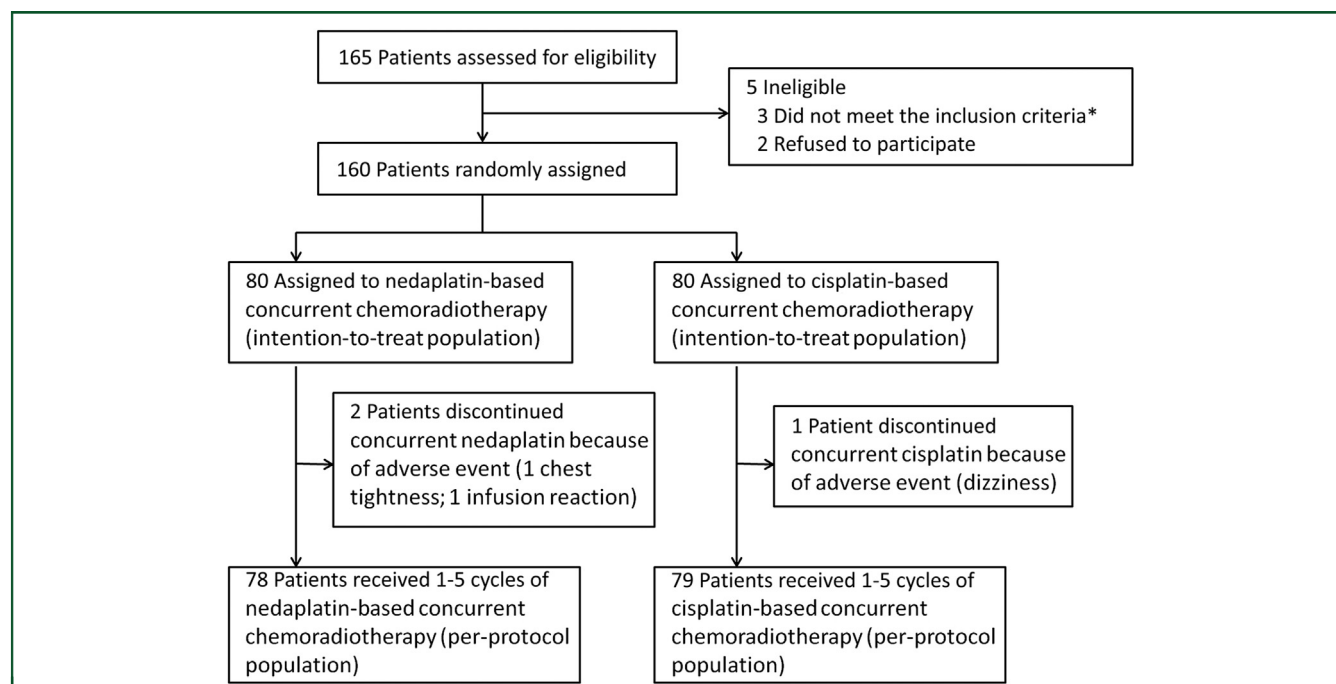 165 Patients assessed for eligibility
5 Ineligible
3 Did not meet the inclusion criteria*
2 Refused to participate
160 Patients randomly assigned
80 Assigned to nedaplatin-based
concurrent chemoradiotherapy
(intention-to-treat population)
80 Assigned to cisplatin-based
concurrent chemoradiotherapy
(intention-to-treat population)
2 Patients discontinued
concurrent nedaplatin because
of adverse event (1 chest
tightness; 1 infusion reaction)
1 Patient discontinued
concurrent cisplatin because
of adverse event (dizziness)
78 Patients received 1-5 cycles of
nedaplatin-based concurrent
chemoradiotherapy (per-protocol
population)
79 Patients received 1-5 cycles of
cisplatin-based concurrent
chemoradiotherapy (per-protocol
population)